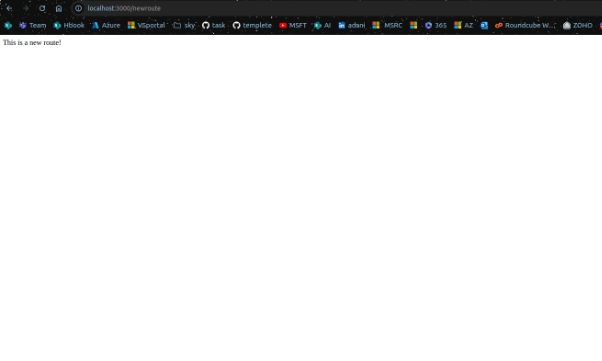 localhost:3000/newroute
Team Hbook Azure VSportal sky task templete MSFT AI adani MSRC 365 AZ Roundcube W... ZOHO
This is a new route!